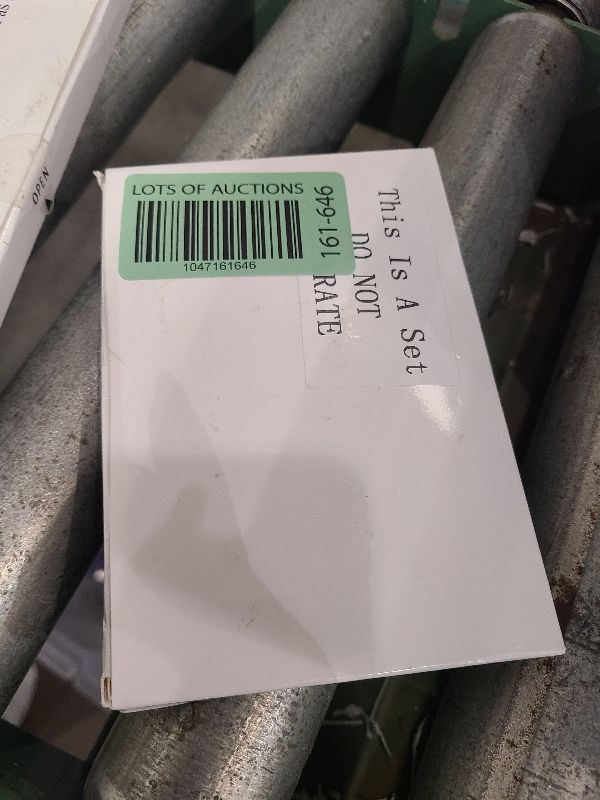 LOTS OF AUCTIONS
1047161646
161-646
This Is A Set
DO NOT
RATE
OPEN